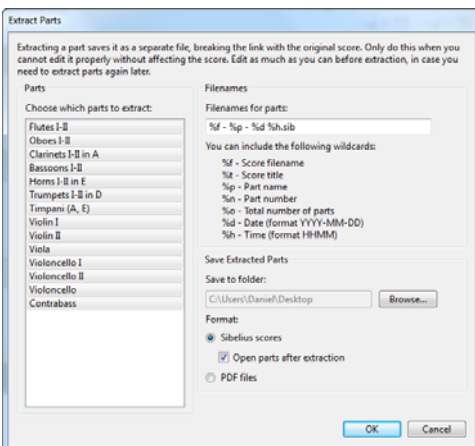 Extract Parts
Extracting a part saves it as a separate file, breaking the link with the original score. Only do this when you
cannot edit it properly without affecting the score. Edit as much as you can before extraction, in case you
need to extract parts again later.
Parts
Choose which parts to extract:
Flutes I-II
Oboes I-II
Clarinets I-II in A
Bassoons I-II
Horns I-II in E
Trumpets I-II in D
Timpani (A, E)
Violin I
Violin II
Viola
Violoncello I
Violoncello II
Violoncello
Contrabass
Filenames
Filenames for parts:
%f - %p - %d %h.sib
You can include the following wildcards:
%f - Score filename
%t - Score title
%p - Part name
%n - Part number
%o - Total number of parts
%d - Date (format YYYY-MM-DD)
%h - Time (format HHMM)
Save Extracted Parts
Save to folder:
C:\Users\Daniel\Desktop
Browse...
Format:
Sibelius scores
Open parts after extraction
PDF files
OK
Cancel